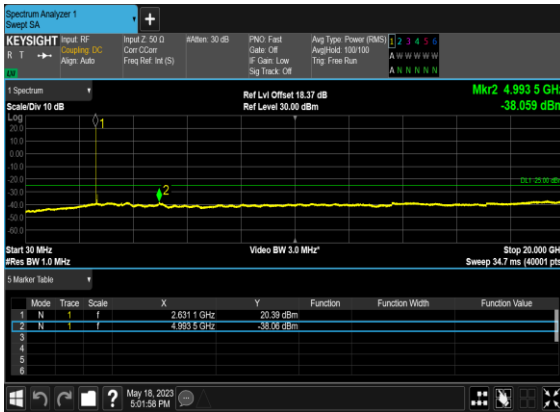 Spectrum Analyzer 1
Swept SA
+
KEYSIGHT Input: RF Input Z: 50 Ω #Atten: 30 dB PNO: Fast Avg Type: Power (RMS) 1 2 3 4 5 6
R T Coupling: DC Corr CCorr Gate: Off Avg|Hold: 100/100 A W W W W W
Align: Auto Freq Ref: Int (S) IF Gain: Low Trig: Free Run
LW Sig Track: Off A N N N N N
1 Spectrum Ref Lvl Offset 18.37 dB Mkr2 4.993 5 GHz
Scale/Div 10 dB Ref Level 30.00 dBm -38.059 dBm
Log
1
20.0
10.0
0.00
-10.0
-20.0
DL1 -25.00 dBm
-30.0
2
-40.0
-50.0
-60.0
Start 30 MHz Video BW 3.0 MHz* Stop 20.000 GHz
#Res BW 1.0 MHz Sweep 34.7 ms (40001 pts)
5 Marker Table
Mode Trace Scale X Y Function Function Width Function Value
1 N 1 f 2.631 1 GHz 20.39 dBm
2 N 1 f 4.993 5 GHz -38.06 dBm
3
4
5
6
? May 18, 2023
5:01:58 PM